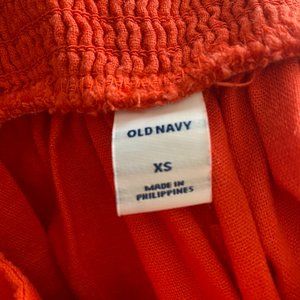 OLD NAVY
XS
MADE IN
PHILIPPINES